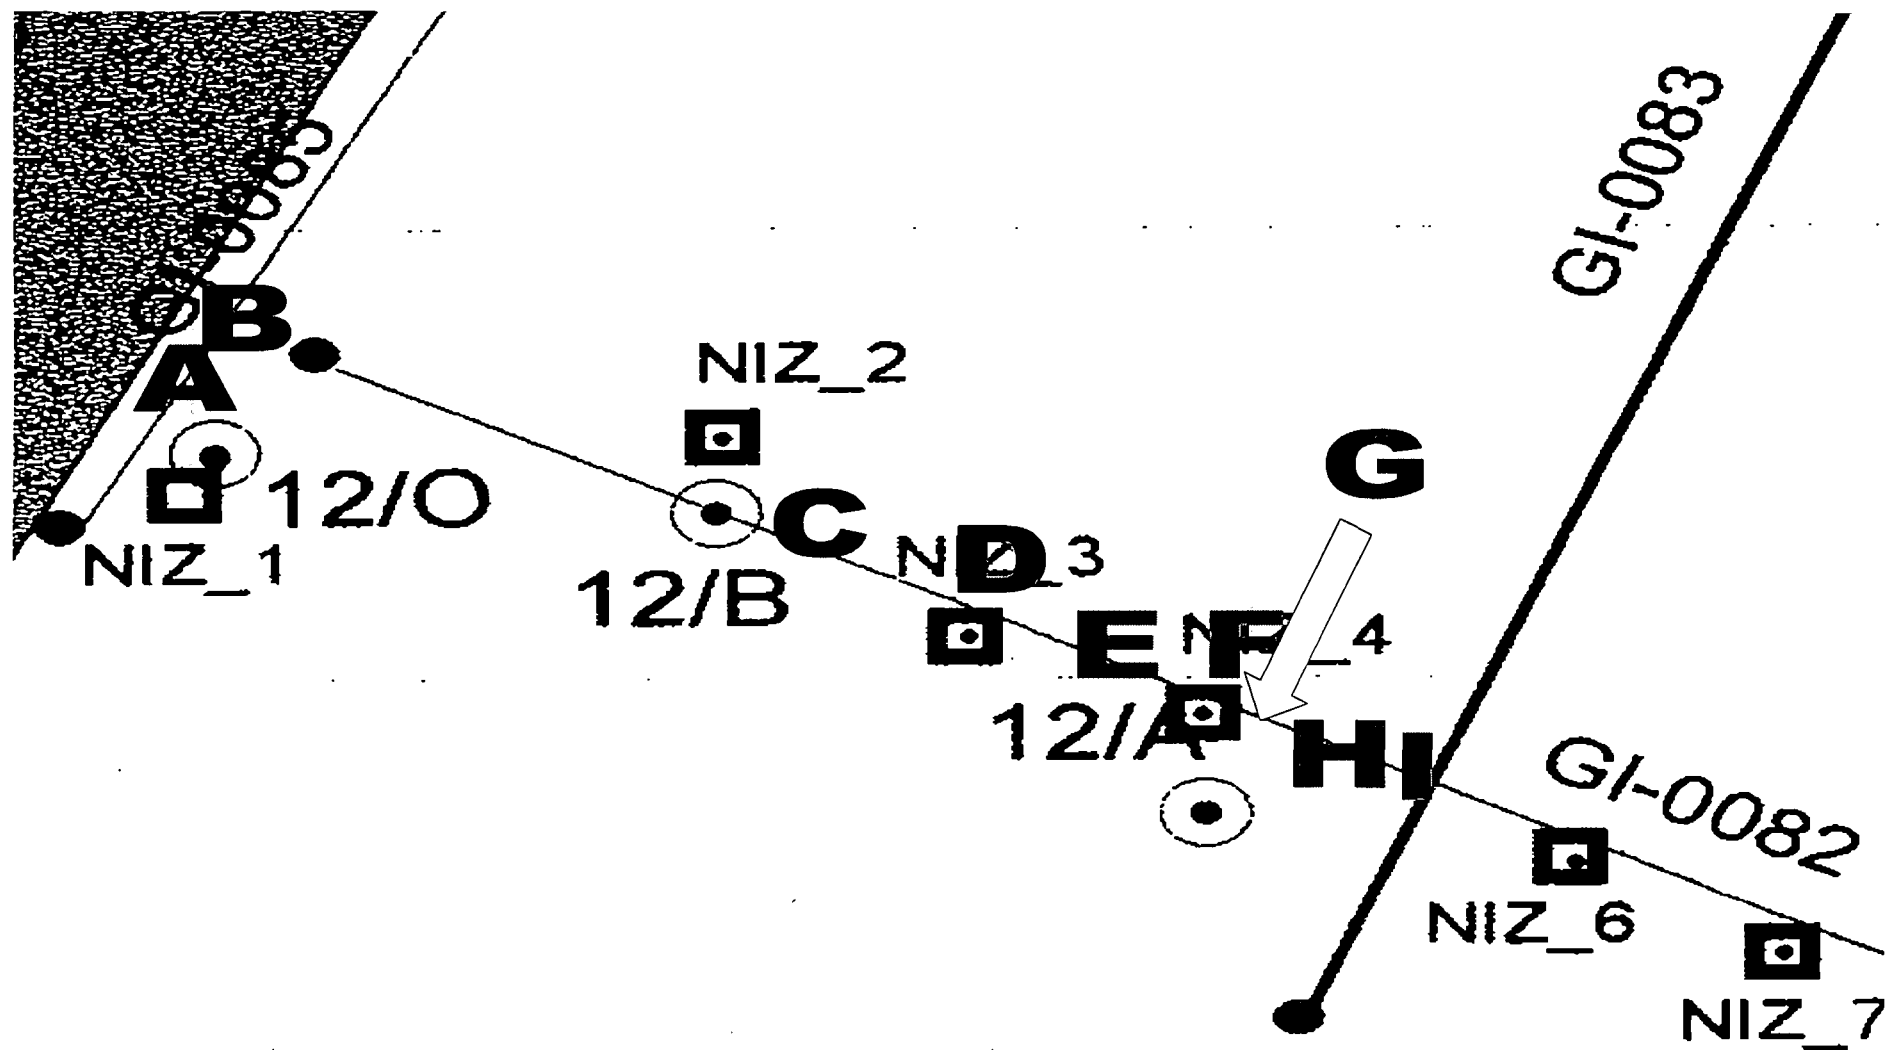 GI-0083
B
NIZ_2
A
G
12/O
C
NIZ_1
D
12/B
E
F
12/A
H
I
GI-0082
NIZ_6
NIZ_7